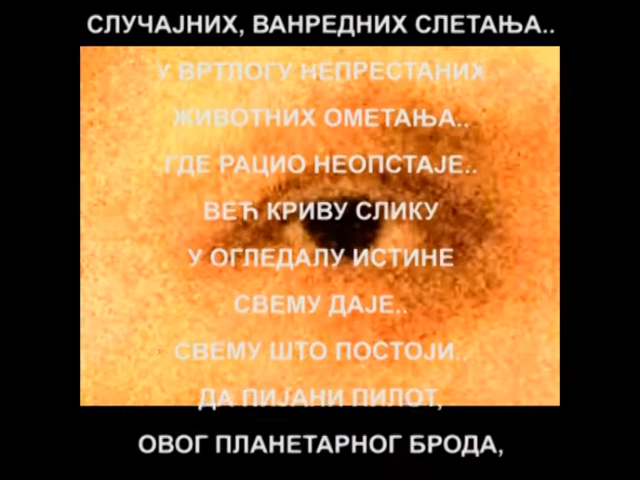 СЛУЧАЈНИХ, ВАНРЕДНИХ СЛЕТАЊА..
У ВРТЛОГУ НЕПРЕСТАНИХ
ЖИВОТНИХ ОМЕТАЊА..
ГДЕ РАЦИО НЕОПСТАЈЕ..
ВЕЋ КРИВУ СЛИКУ
У ОГЛЕДАЛУ ИСТИНЕ
СВЕМУ ДАЈЕ..
СВЕМУ ШТО ПОСТОЈИ..
ДА ПИЈАНИ ПИЛОТ,
ОВОГ ПЛАНЕТАРНОГ БРОДА,